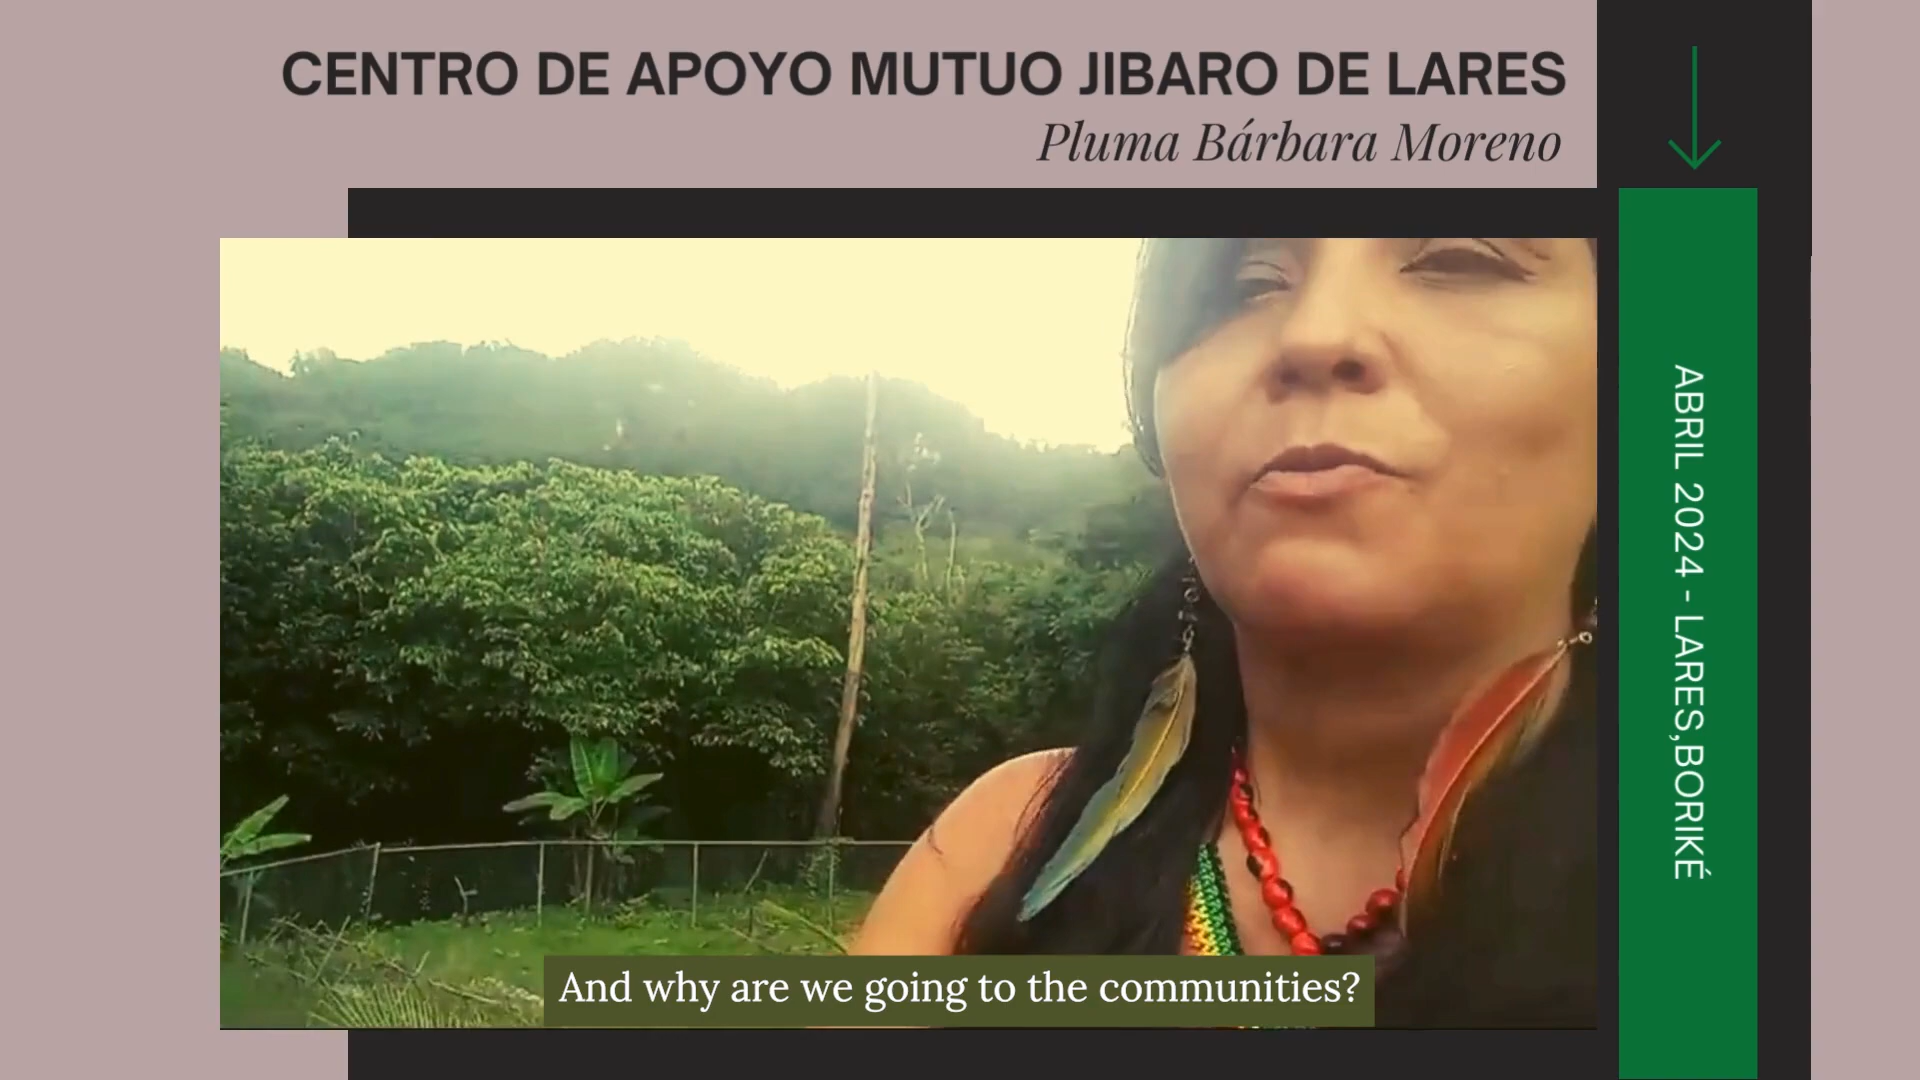 CENTRO DE APOYO MUTUO JIBARO DE LARES
Pluma Bárbara Moreno
ABRIL 2024 - LARES,BORIKÉ
And why are we going to the communities?